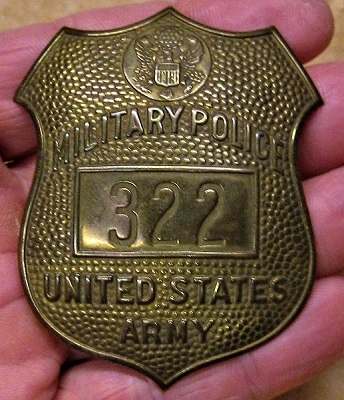 MILITARY POLICE
322
UNITED STATES
ARMY